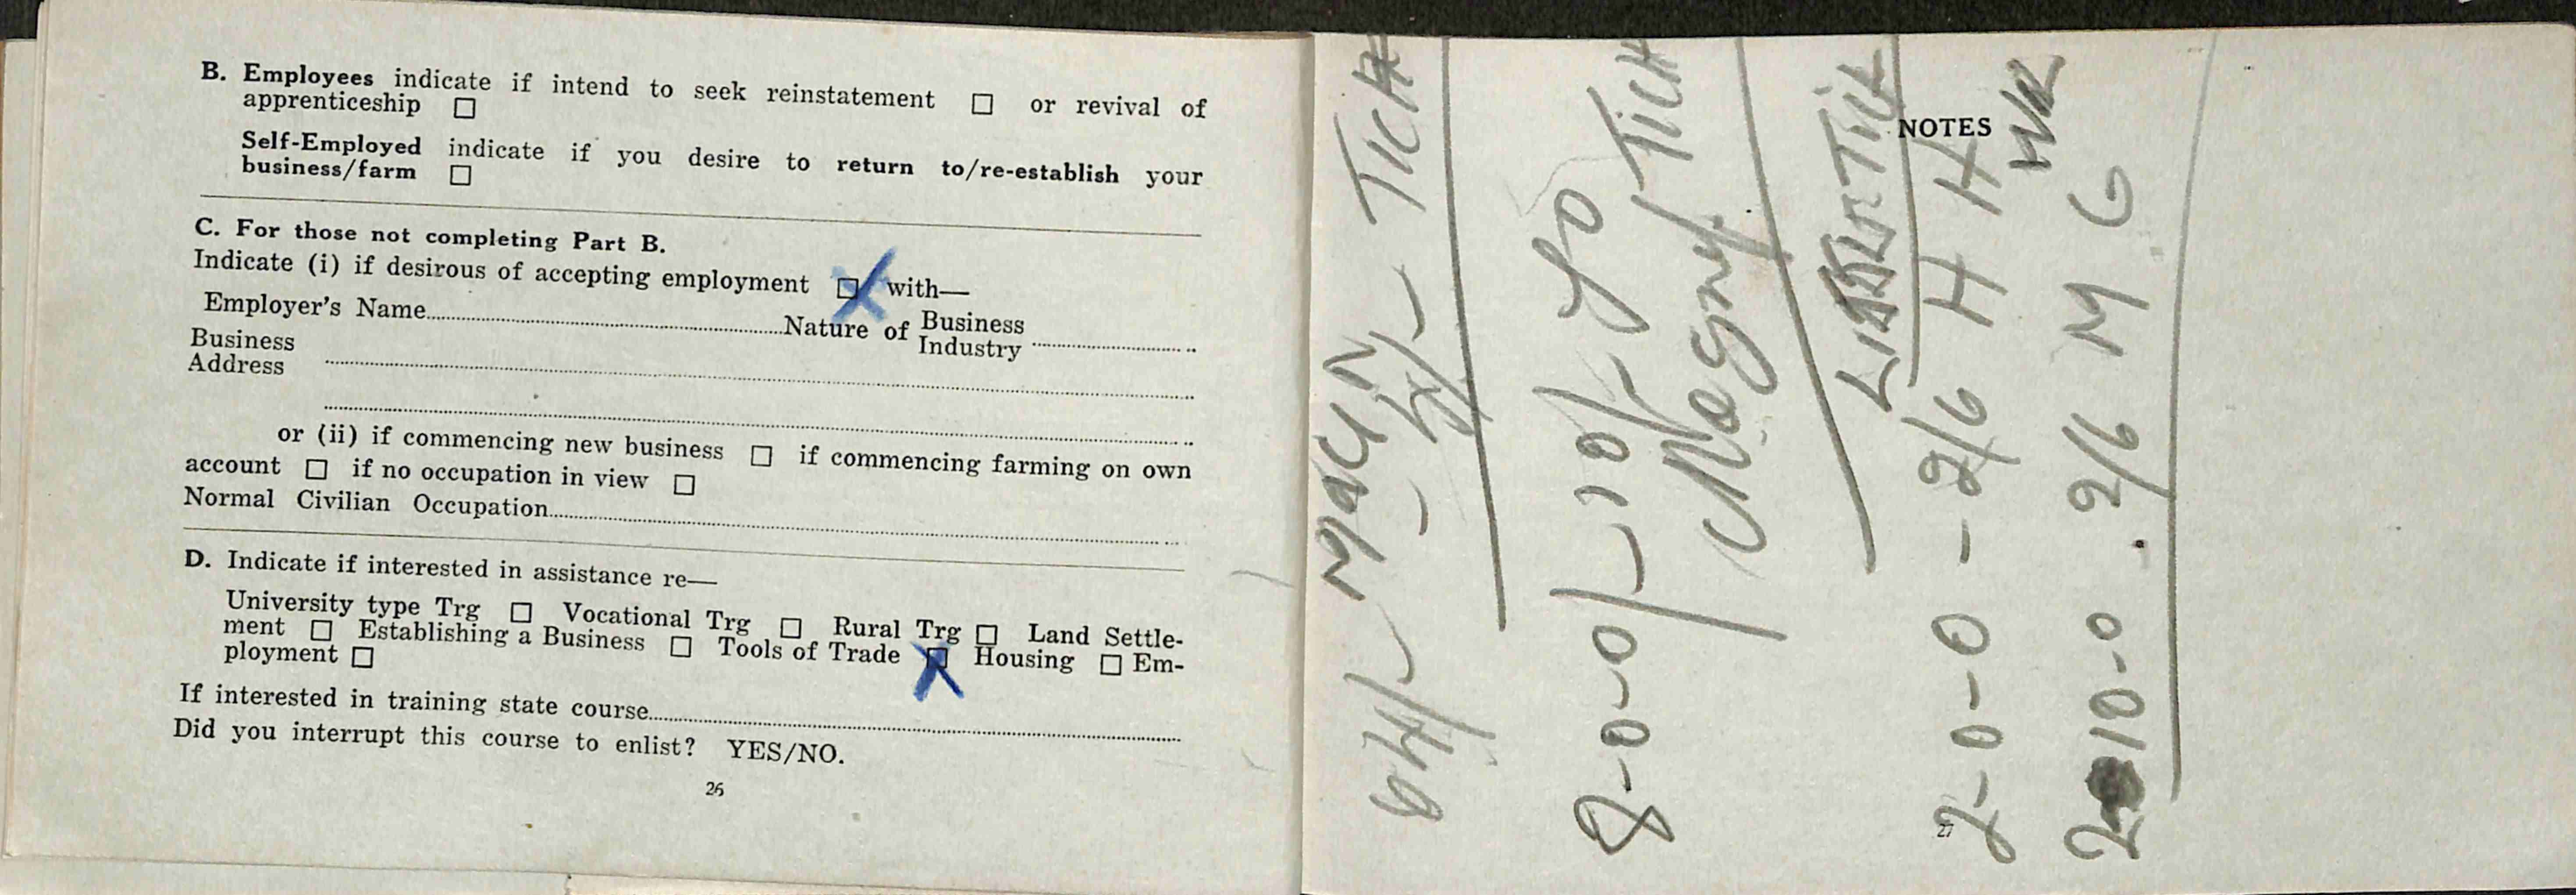 B. Employees indicate if intend to seek reinstatement □ or revival of
apprenticeship □
Self-Employed indicate if you desire to return to/re-establish your
business/farm □
C. For those not completing Part B.
Indicate (i) if desirous of accepting employment □ with—
Employer's Name Nature of Business
Industry
Business
Address
or (ii) if commencing new business □ if commencing farming on own
account □ if no occupation in view □
Normal Civilian Occupation
D. Indicate if interested in assistance re—
University type Trg □ Vocational Trg □ Rural Trg □ Land Settle-
ment □ Establishing a Business □ Tools of Trade □ Housing □ Em-
ployment □
If interested in training state course
Did you interrupt this course to enlist? YES/NO.
26
NOTES
TICH
8-0-0/ 10/-
TICH
2-0-0 - 2/6 H H
10-0 2/6 M G
27